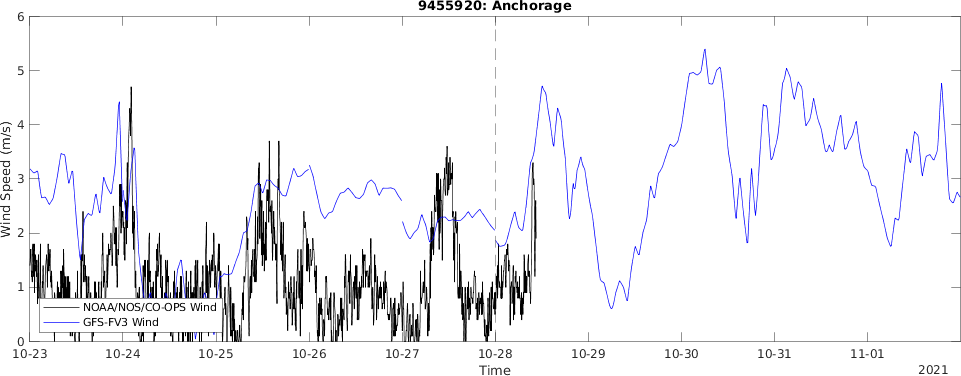 9455920: Anchorage
6
5
4
3
2
1
0
Wind Speed (m/s)
NOAA/NOS/CO-OPS Wind
GFS-FV3 Wind
10-23 10-24 10-25 10-26 10-27 10-28 10-29 10-30 10-31 11-01
Time
2021